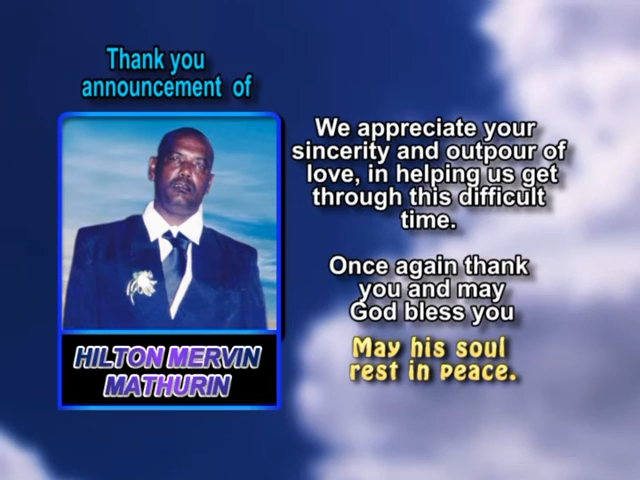 Thank you
announcement of
HILTON MERVIN
MATHURIN
We appreciate your
sincerity and outpour of
love, in helping us get
through this difficult
time.
Once again thank
you and may
God bless you
May his soul
rest in peace.